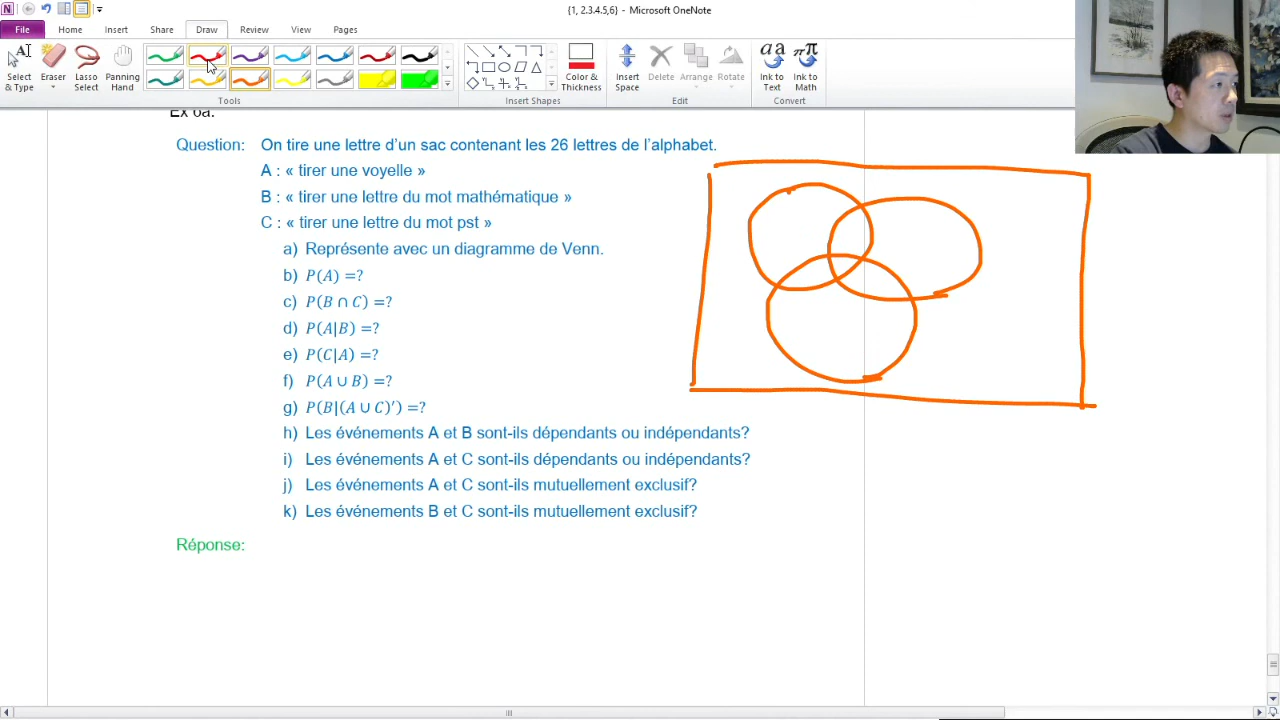 {1, 2.3.4.5,6} - Microsoft OneNote
File Home Insert Share Draw Review View Pages
Select & Type
Eraser
Lasso Select
Panning Hand
Color & Thickness
Insert Space
Delete
Arrange
Rotate
Ink to Text
Ink to Math
Tools
Insert Shapes
Edit
Convert
Ex 6a:
Question: On tire une lettre d'un sac contenant les 26 lettres de l'alphabet.
A : « tirer une voyelle »
B : « tirer une lettre du mot mathématique »
C : « tirer une lettre du mot pst »
a) Représente avec un diagramme de Venn.
b) P(A) =?
c) P(B ∩ C) =?
d) P(A|B) =?
e) P(C|A) =?
f) P(A ∪ B) =?
g) P(B|(A ∪ C)′) =?
h) Les événements A et B sont-ils dépendants ou indépendants?
i) Les événements A et C sont-ils dépendants ou indépendants?
j) Les événements A et C sont-ils mutuellement exclusif?
k) Les événements B et C sont-ils mutuellement exclusif?
Réponse: